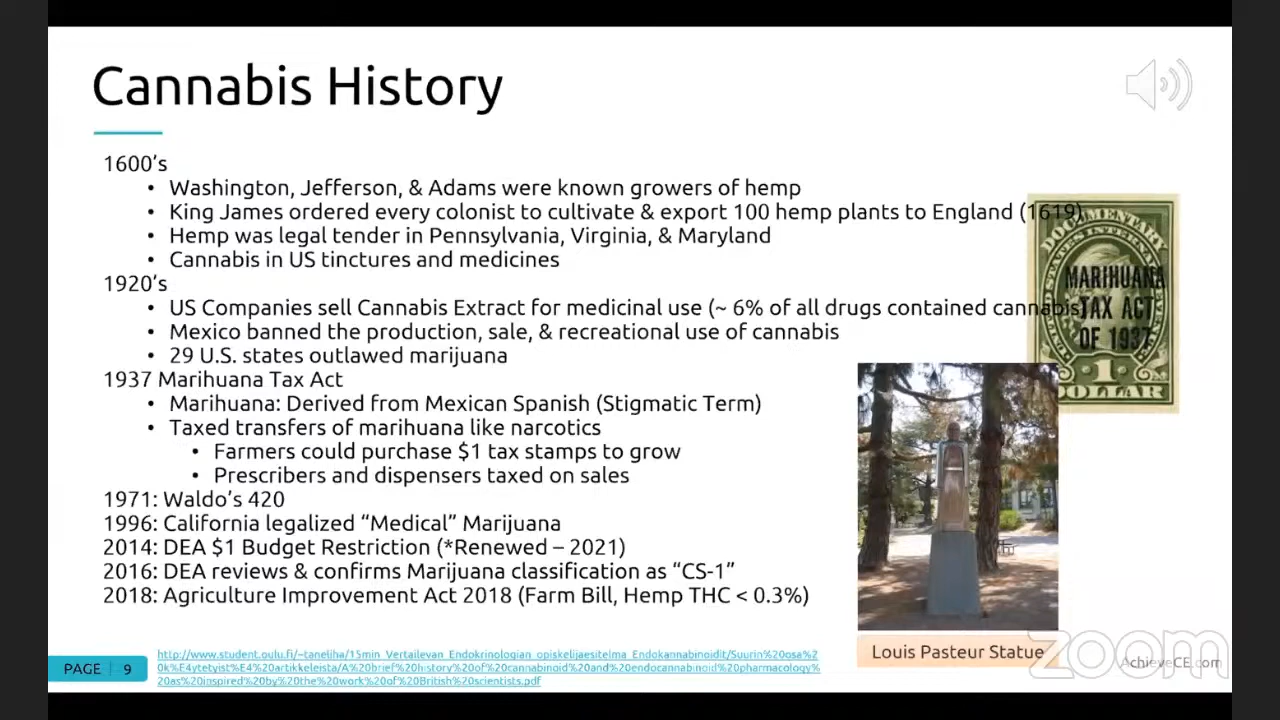 Cannabis History
1600's
• Washington, Jefferson, & Adams were known growers of hemp
• King James ordered every colonist to cultivate & export 100 hemp plants to England (1619)
• Hemp was legal tender in Pennsylvania, Virginia, & Maryland
• Cannabis in US tinctures and medicines
1920's
• US Companies sell Cannabis Extract for medicinal use (~ 6% of all drugs contained cannabis)
• Mexico banned the production, sale, & recreational use of cannabis
• 29 U.S. states outlawed marijuana
1937 Marihuana Tax Act
• Marihuana: Derived from Mexican Spanish (Stigmatic Term)
• Taxed transfers of marihuana like narcotics
• Farmers could purchase $1 tax stamps to grow
• Prescribers and dispensers taxed on sales
1971: Waldo's 420
1996: California legalized “Medical” Marijuana
2014: DEA $1 Budget Restriction (*Renewed – 2021)
2016: DEA reviews & confirms Marijuana classification as “CS-1”
2018: Agriculture Improvement Act 2018 (Farm Bill, Hemp THC < 0.3%)
DOCUMENTARY
MARIHUANA
TAX ACT
OF 1937
1
DOLLAR
Louis Pasteur Statue
http://www.student.oulu.fi/~taneliha/15min_Vertailevan_Endokrinologian_opiskelijaesitelma_Endokannabinoidit/Suurin%20osa%2
0k%E4ytetyist%E4%20artikkeleista/A%20brief%20history%20of%20cannabinoid%20and%20endocannabinoid%20pharmacology%
20as%20inspired%20by%20the%20work%20of%20British%20scientists.pdf
PAGE 9
AchieveCE.com
zoom